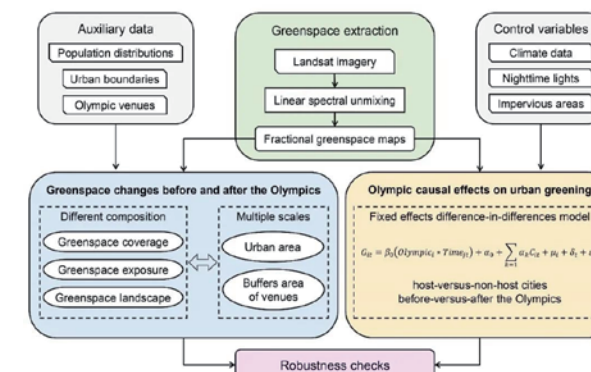 Auxiliary data
Population distributions
Urban boundaries
Olympic venues
Greenspace extraction
Landsat imagery
Linear spectral unmixing
Fractional greenspace maps
Control variables
Climate data
Nighttime lights
Impervious areas
Greenspace changes before and after the Olympics
Different composition
Greenspace coverage
Greenspace exposure
Greenspace landscape
Multiple scales
Urban area
Buffers area
of venues
Olympic causal effects on urban greening
Fixed effects difference-in-differences model
host-versus-non-host cities
before-versus-after the Olympics
Robustness checks